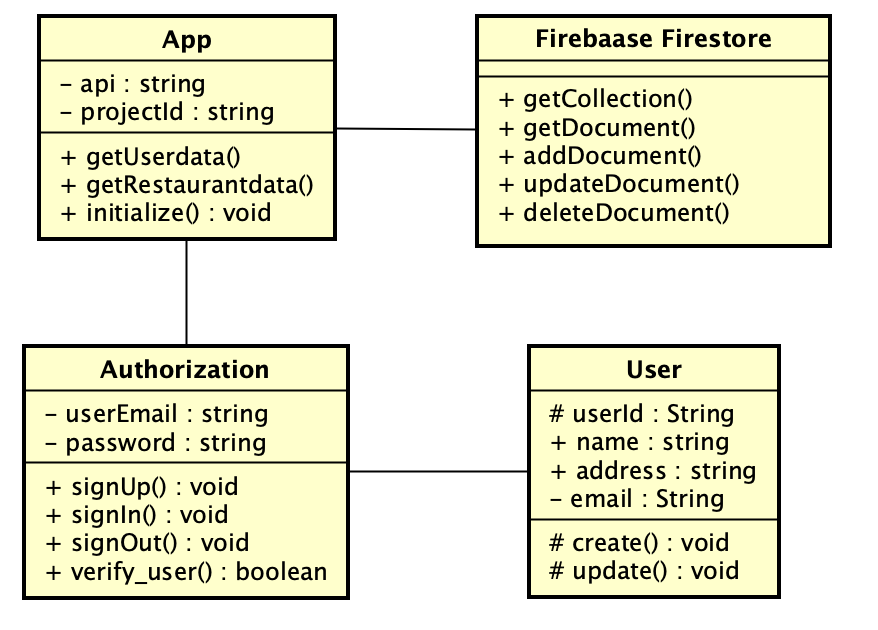 App
- api : string
- projectId : string
+ getUserdata()
+ getRestaurantdata()
+ initialize() : void
Firebaase Firestore
+ getCollection()
+ getDocument()
+ addDocument()
+ updateDocument()
+ deleteDocument()
Authorization
- userEmail : string
- password : string
+ signUp() : void
+ signIn() : void
+ signOut() : void
+ verify_user() : boolean
User
# userId : String
+ name : string
+ address : string
- email : String
# create() : void
# update() : void